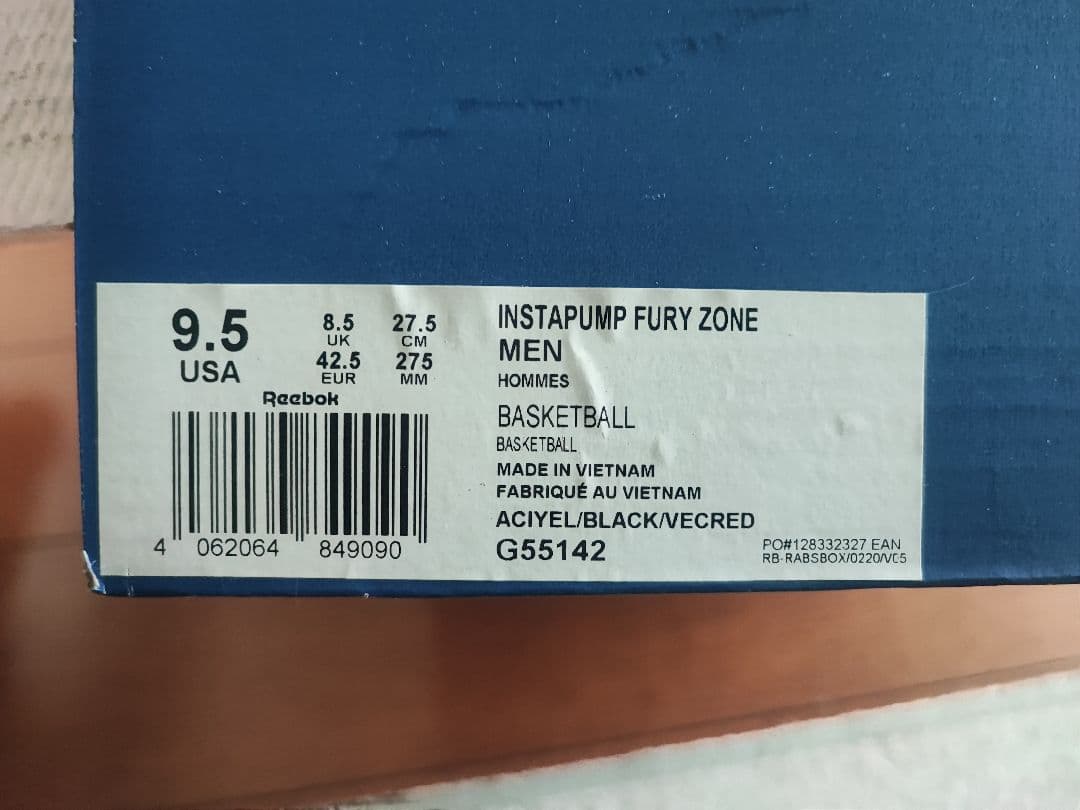 9.5
USA
8.5
UK
42.5
EUR
27.5
CM
275
MM
Reebok
4 062064 849090
INSTAPUMP FURY ZONE
MEN
HOMMES
BASKETBALL
BASKETBALL
MADE IN VIETNAM
FABRIQUÉ AU VIETNAM
ACIYEL/BLACK/VECRED
G55142
PO#128332327 EAN
RB-RABSBOX/0220/V05